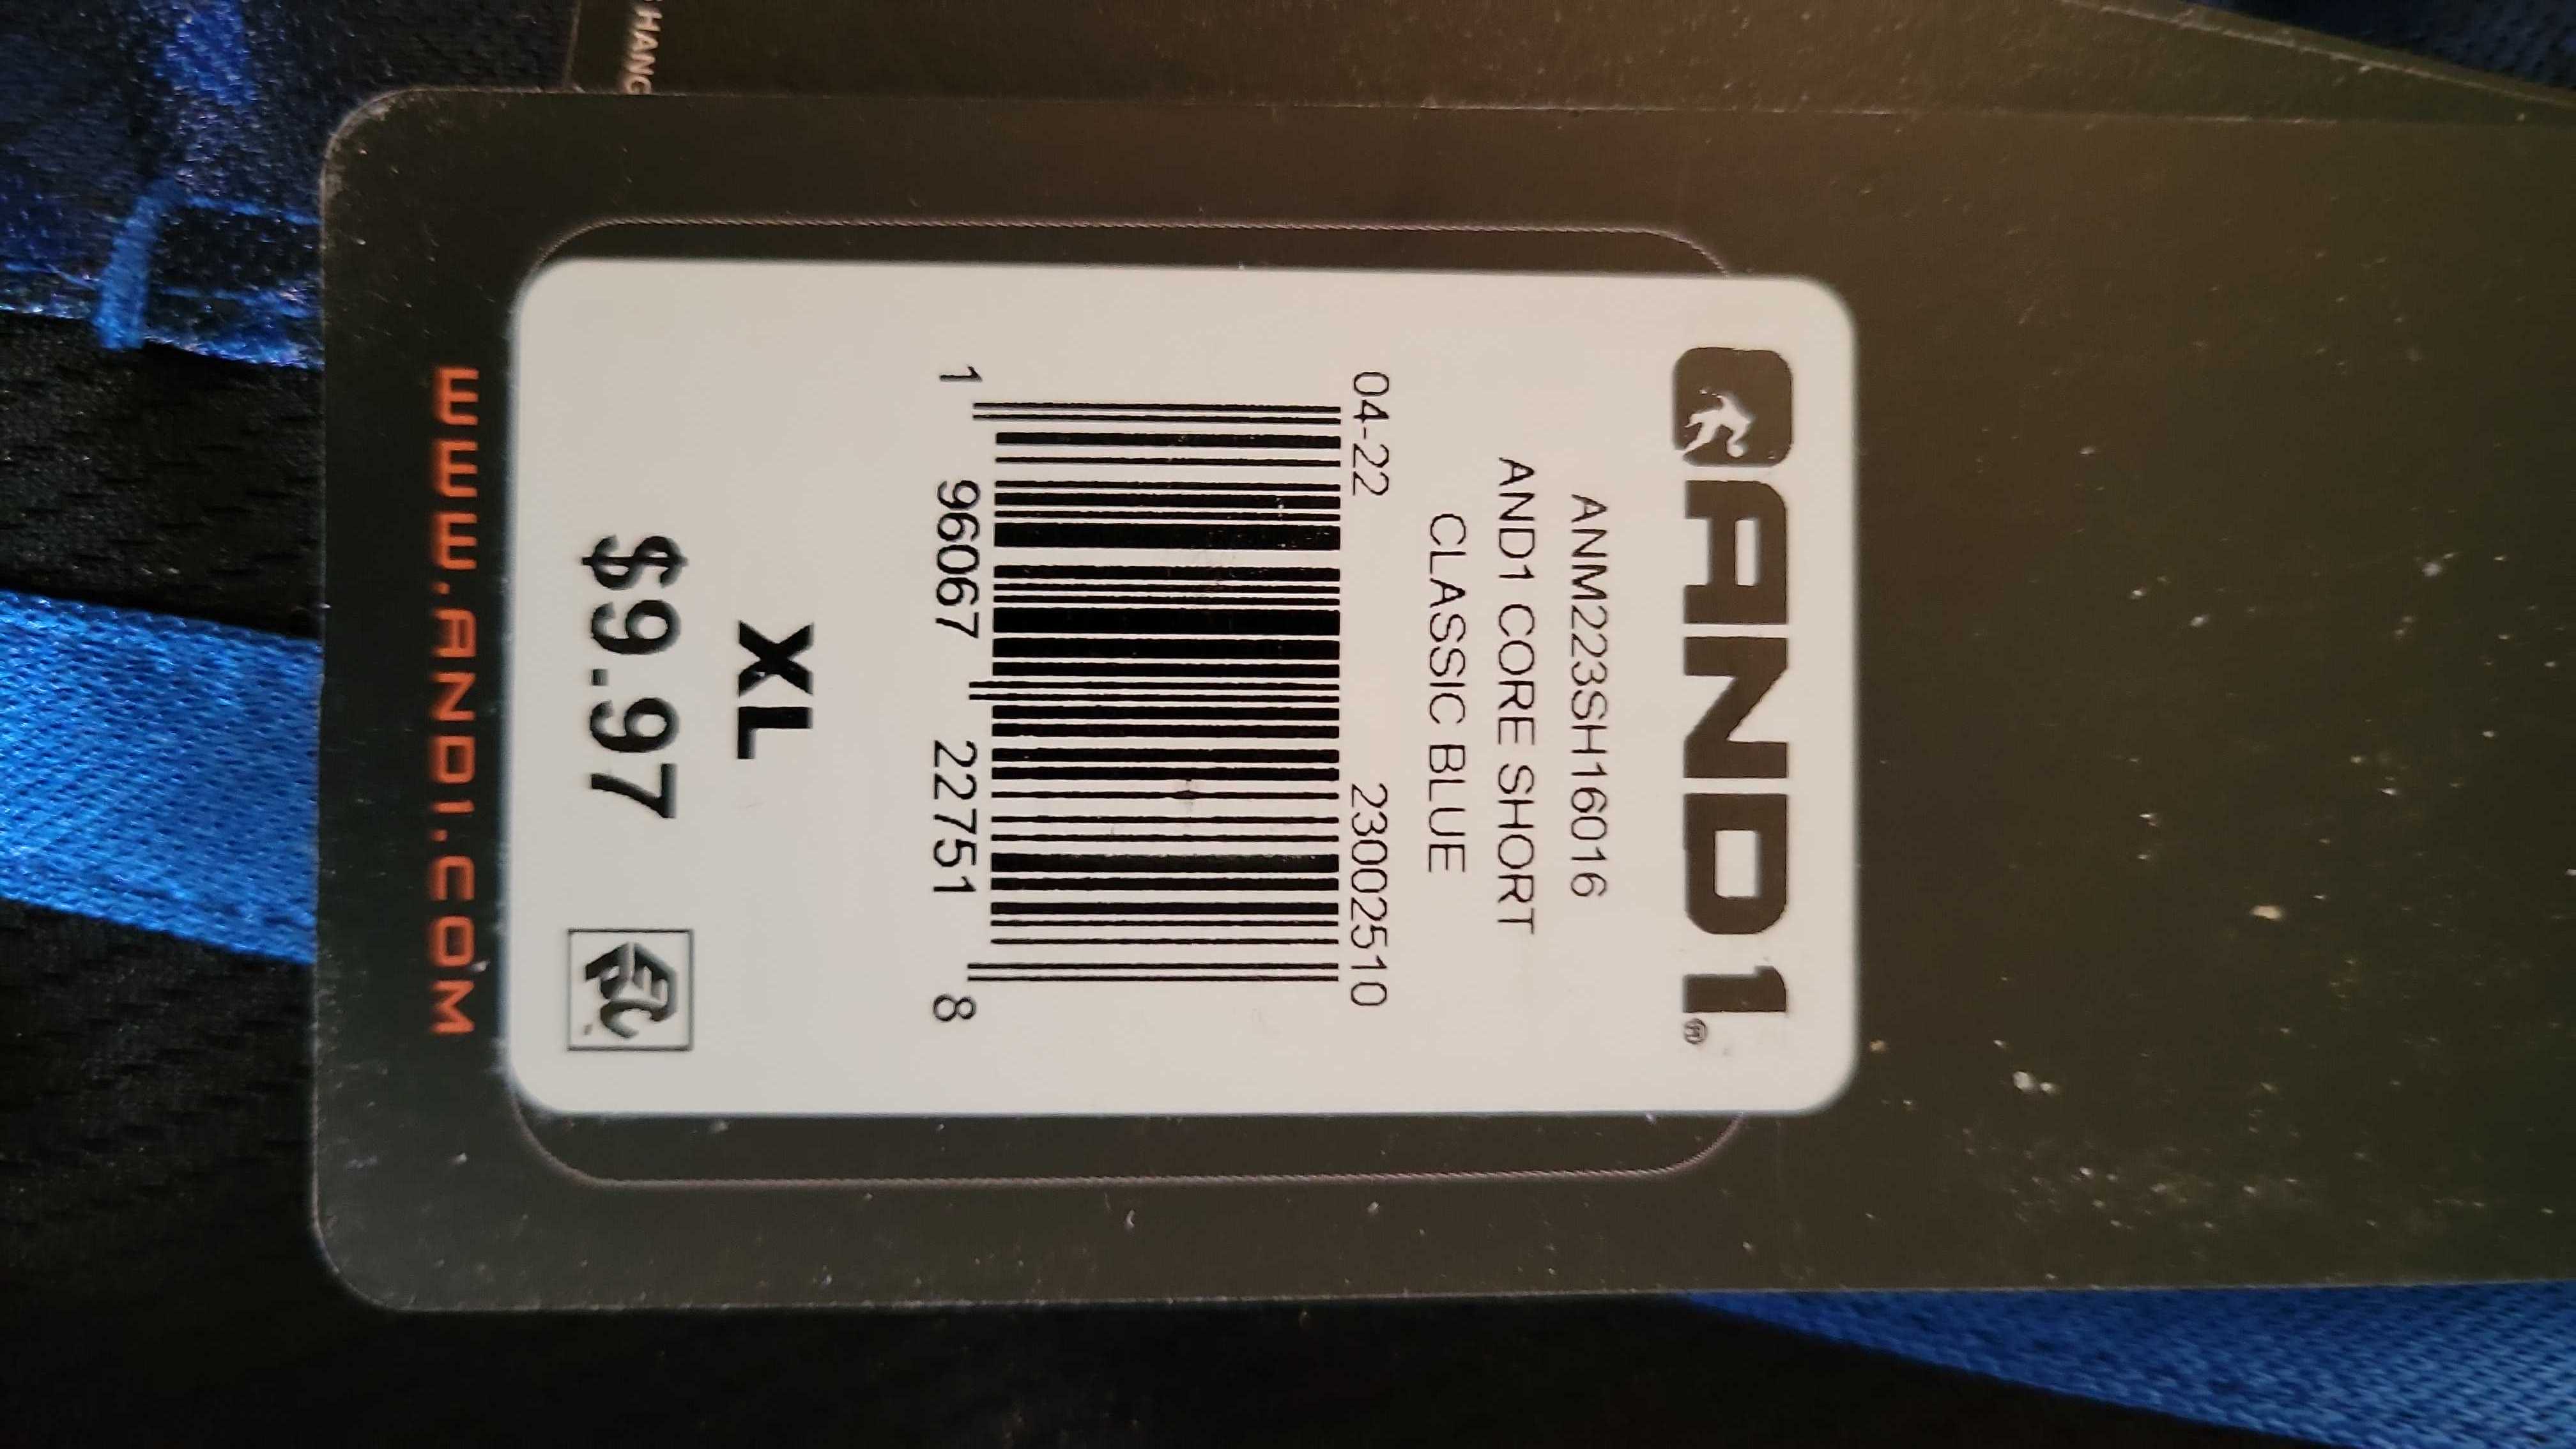 AND1®
ANM223SH16016
AND1 CORE SHORT
CLASSIC BLUE
04-22 23002510
1 96067 22751 8
XL
$9.97
WWW.AND1.COM